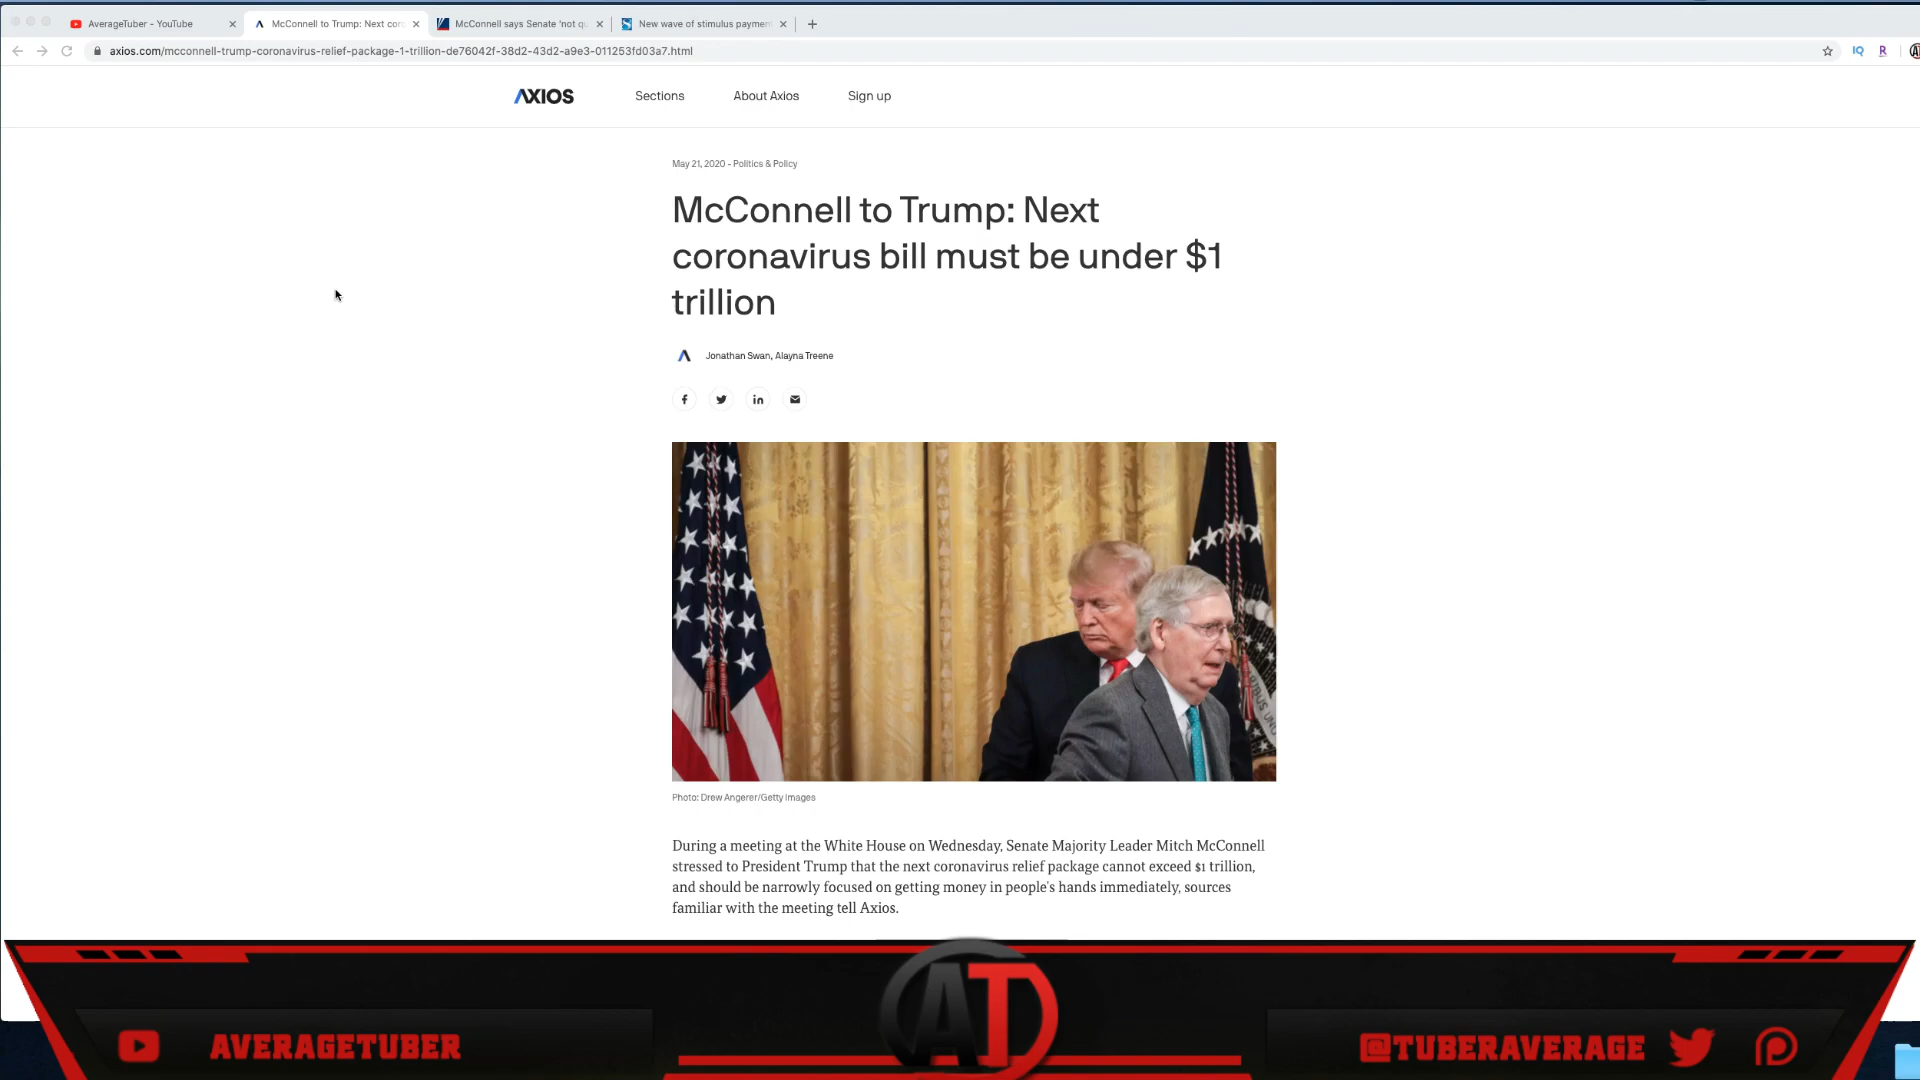 AverageTuber - YouTube
McConnell to Trump: Next cor
McConnell says Senate 'not qu
New wave of stimulus paymen
axios.com/mcconnell-trump-coronavirus-relief-package-1-trillion-de76042f-38d2-43d2-a9e3-011253fd03a7.html
IQ
R
AXIOS
Sections
About Axios
Sign up
May 21, 2020 - Politics & Policy
McConnell to Trump: Next
coronavirus bill must be under $1
trillion
Jonathan Swan, Alayna Treene
Photo: Drew Angerer/Getty Images
During a meeting at the White House on Wednesday, Senate Majority Leader Mitch McConnell
stressed to President Trump that the next coronavirus relief package cannot exceed $1 trillion,
and should be narrowly focused on getting money in people's hands immediately, sources
familiar with the meeting tell Axios.
AT
AVERAGETUBER
@TUBERAVERAGE